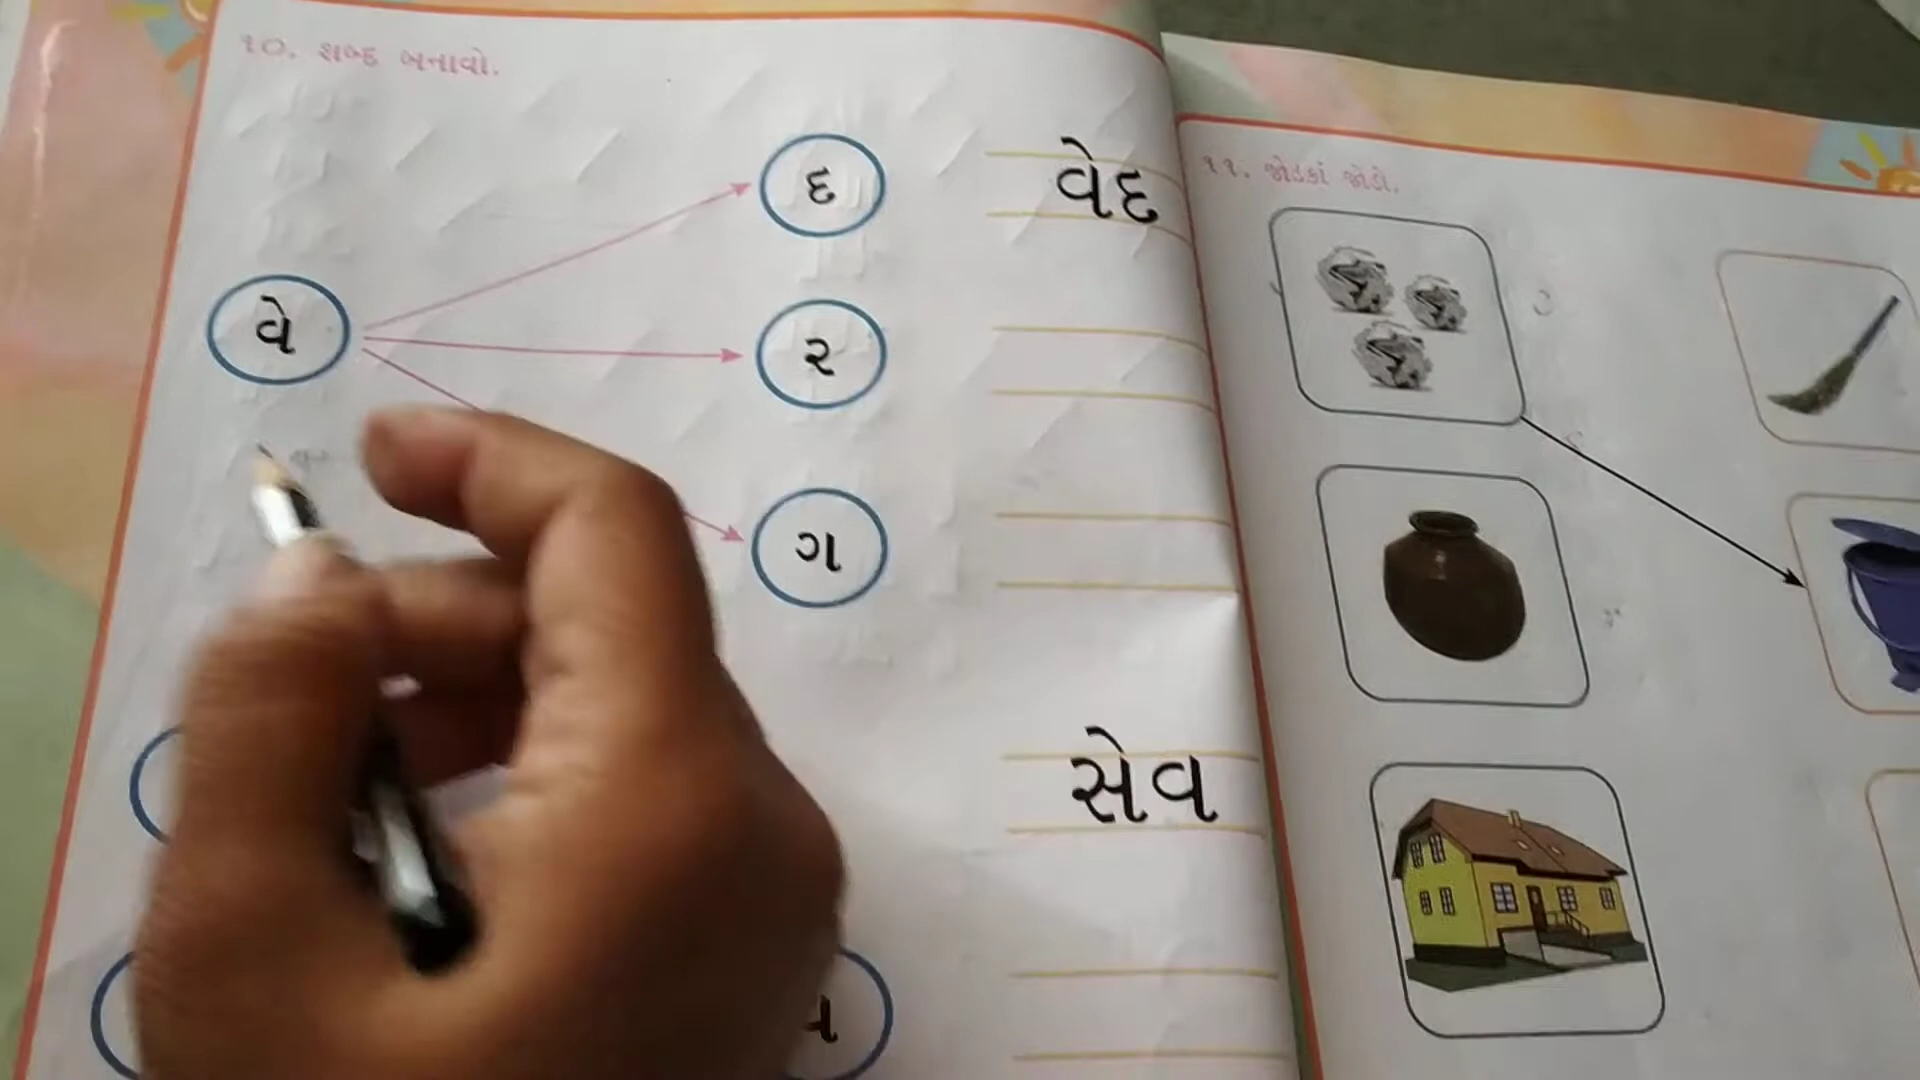 ૧૦. શબ્દ બનાવો.
વે
દ
ર
ગ
વેદ
સેવ
૧૧. જોડકાં જોડો.